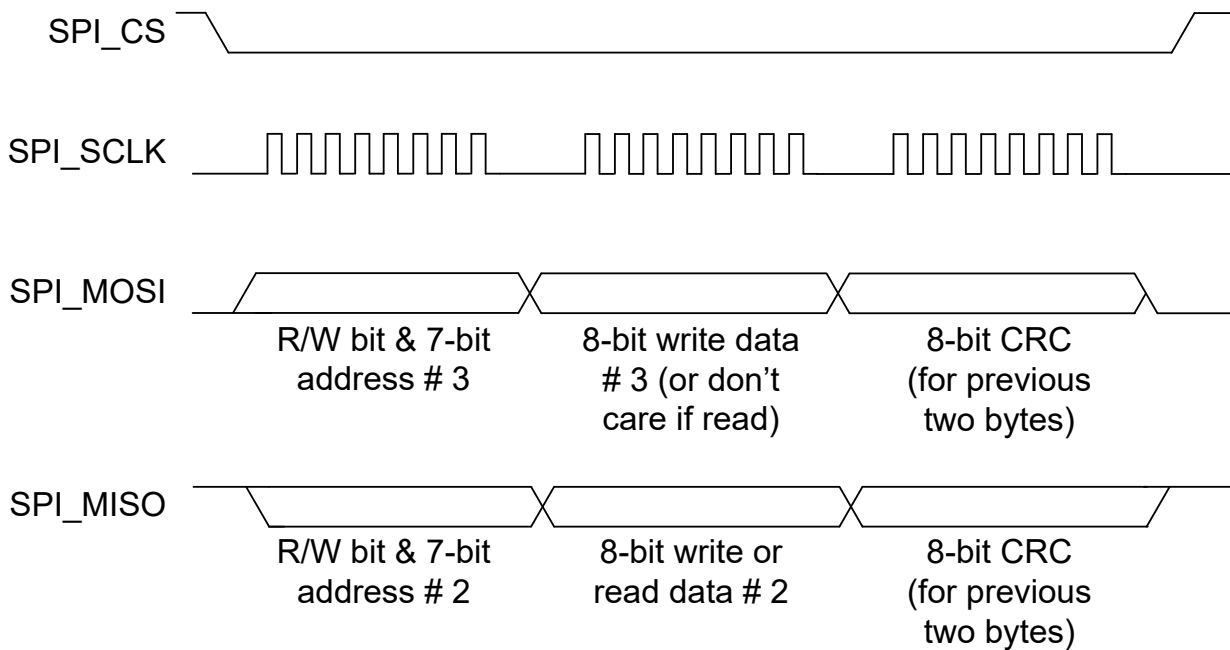 SPI_CS
SPI_SCLK
SPI_MOSI
R/W bit & 7-bit
address # 3
8-bit write data
# 3 (or don’t
care if read)
8-bit CRC
(for previous
two bytes)
SPI_MISO
R/W bit & 7-bit
address # 2
8-bit write or
read data # 2
8-bit CRC
(for previous
two bytes)